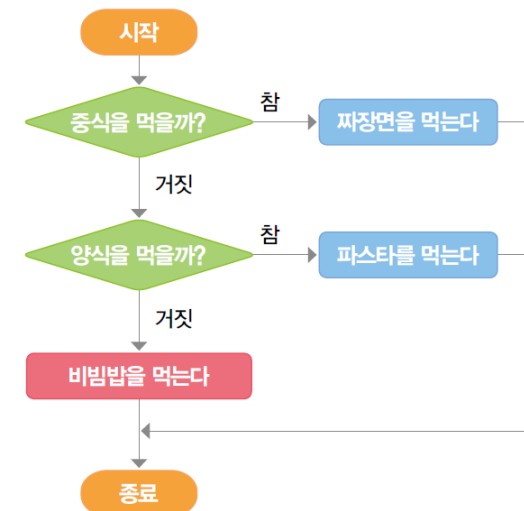 시작
중식을 먹을까?
참
짜장면을 먹는다
거짓
양식을 먹을까?
참
파스타를 먹는다
거짓
비빔밥을 먹는다
종료